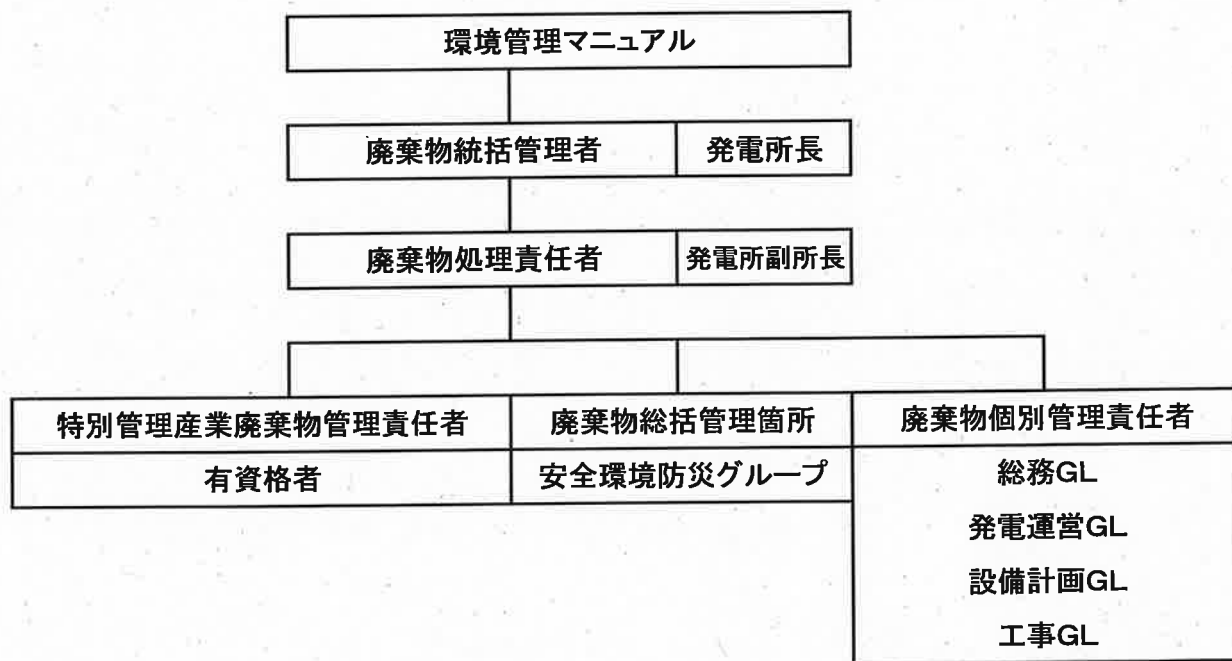 環境管理マニュアル
廃棄物統括管理者 発電所長
廃棄物処理責任者 発電所副所長
特別管理産業廃棄物管理責任者 廃棄物総括管理箇所 廃棄物個別管理責任者
有資格者 安全環境防災グループ 総務GL
発電運営GL
設備計画GL
工事GL